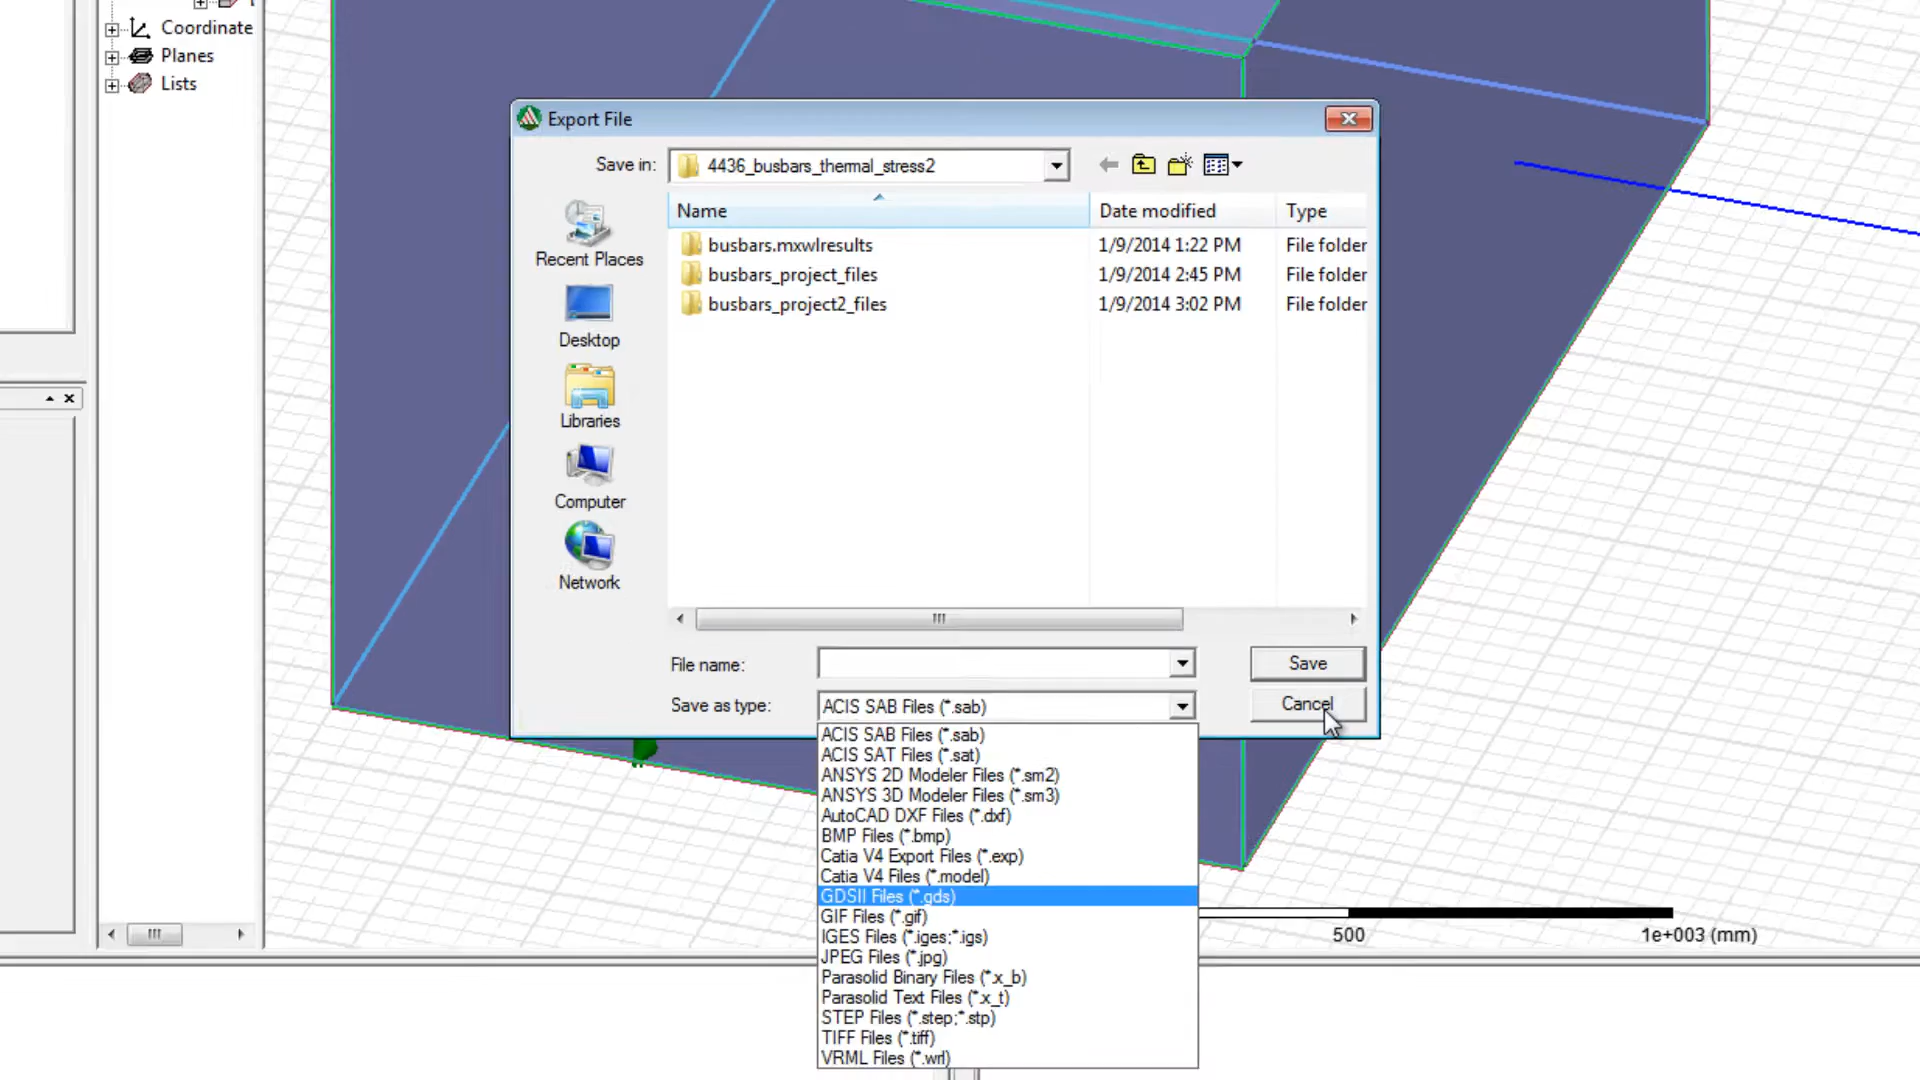 Coordinate
Planes
Lists
Export File
Save in:
4436_busbars_thermal_stress2
Name
Date modified
Type
busbars.mxwlresults
1/9/2014 1:22 PM
File folder
busbars_project_files
1/9/2014 2:45 PM
File folder
busbars_project2_files
1/9/2014 3:02 PM
File folder
Recent Places
Desktop
Libraries
Computer
Network
File name:
Save
Save as type:
ACIS SAB Files (*.sab)
Cancel
ACIS SAB Files (*.sab)
ACIS SAT Files (*.sat)
ANSYS 2D Modeler Files (*.sm2)
ANSYS 3D Modeler Files (*.sm3)
AutoCAD DXF Files (*.dxf)
BMP Files (*.bmp)
Catia V4 Export Files (*.exp)
Catia V4 Files (*.model)
GDSII Files (*.gds)
GIF Files (*.gif)
IGES Files (*.iges;*.igs)
JPEG Files (*.jpg)
Parasolid Binary Files (*.x_b)
Parasolid Text Files (*.x_t)
STEP Files (*.step;*.stp)
TIFF Files (*.tiff)
VRML Files (*.wrl)
500
1e+003 (mm)